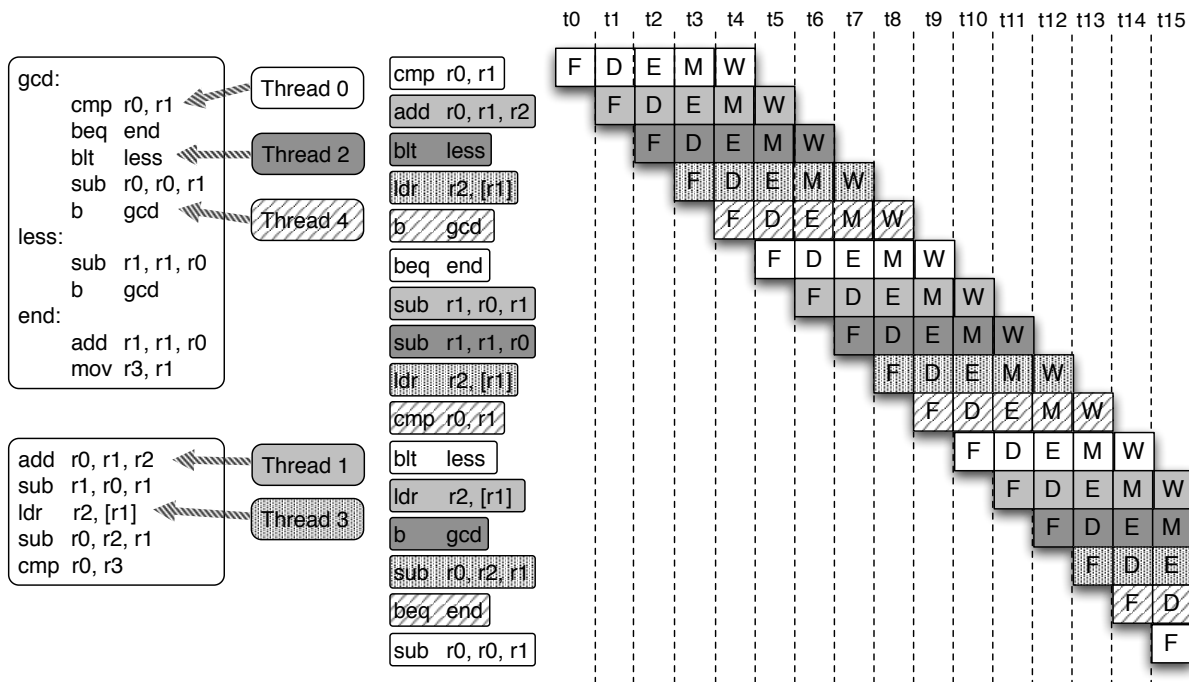 t0 t1 t2 t3 t4 t5 t6 t7 t8 t9 t10 t11 t12 t13 t14 t15
gcd:
cmp r0, r1
beq end
blt less
sub r0, r0, r1
b gcd
less:
sub r1, r1, r0
b gcd
end:
add r1, r1, r0
mov r3, r1
Thread 0
Thread 2
Thread 4
add r0, r1, r2
sub r1, r0, r1
ldr r2, [r1]
sub r0, r2, r1
cmp r0, r3
Thread 1
Thread 3
cmp r0, r1 F D E M W
add r0, r1, r2 F D E M W
blt less F D E M W
ldr r2, [r1] F D E M W
b gcd F D E M W
beq end F D E M W
sub r1, r0, r1 F D E M W
sub r1, r1, r0 F D E M W
ldr r2, [r1] F D E M W
cmp r0, r1 F D E M W
blt less F D E M W
ldr r2, [r1] F D E M W
b gcd F D E M
sub r0, r2, r1 F D E
beq end F D
sub r0, r0, r1 F